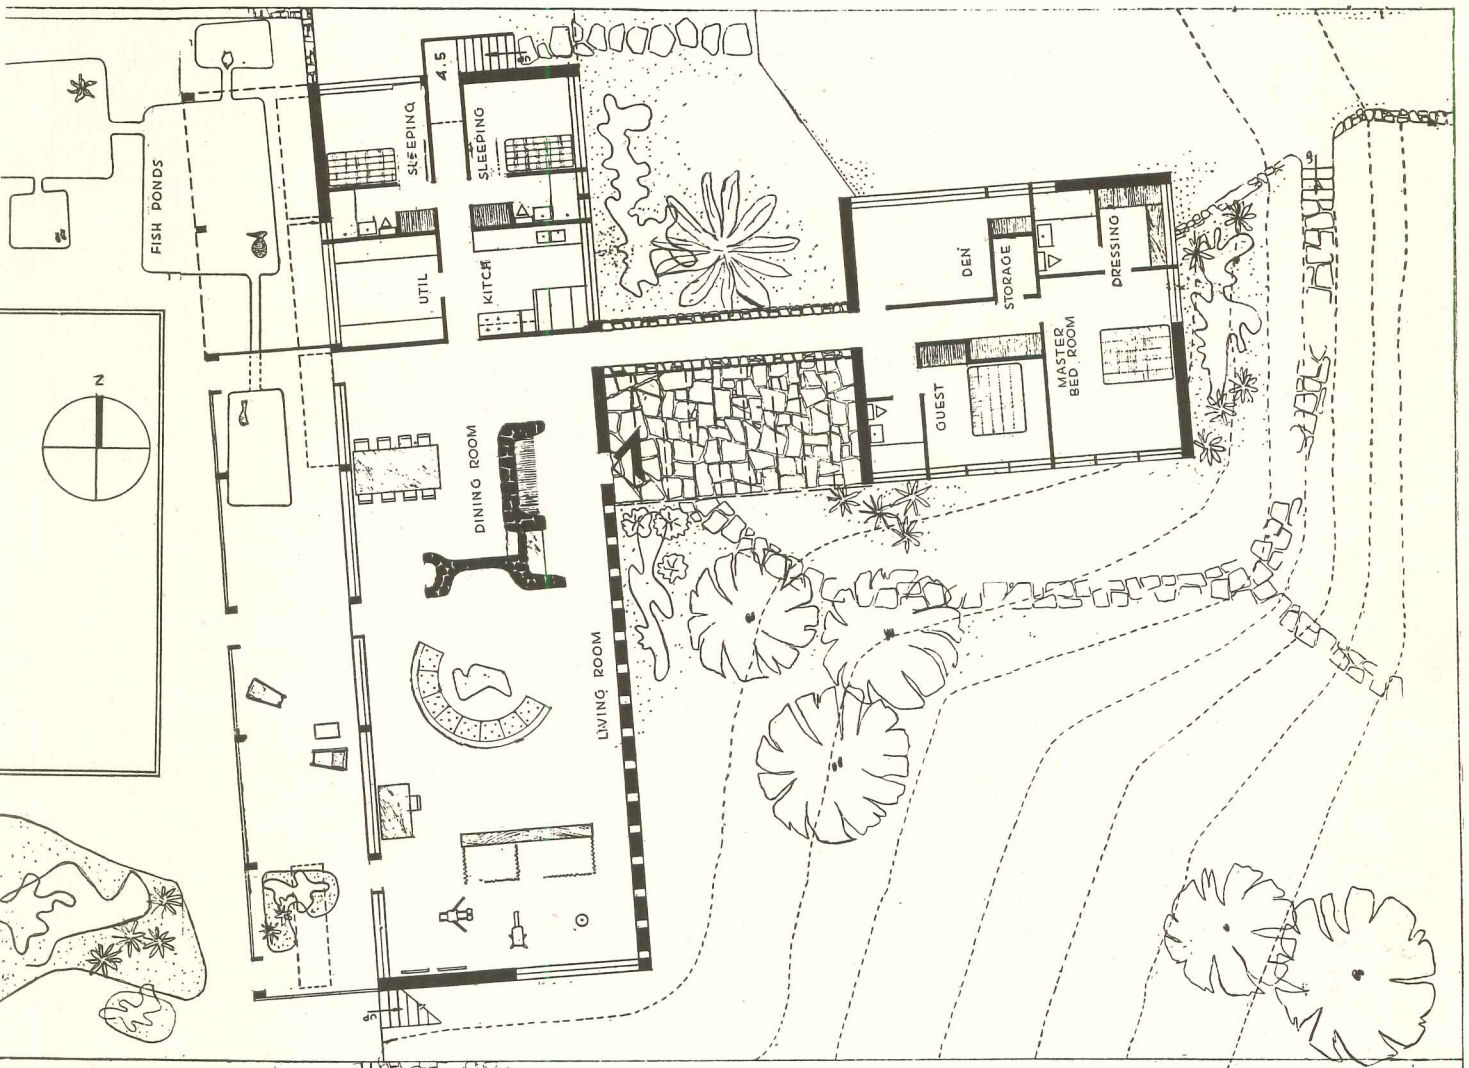 4.5
SLEEPING
SLEEPING
FISH PONDS
UTIL
KITCH
DEN
STORAGE
DRESSING
MASTER
BED ROOM
GUEST
N
DINING ROOM
LIVING ROOM